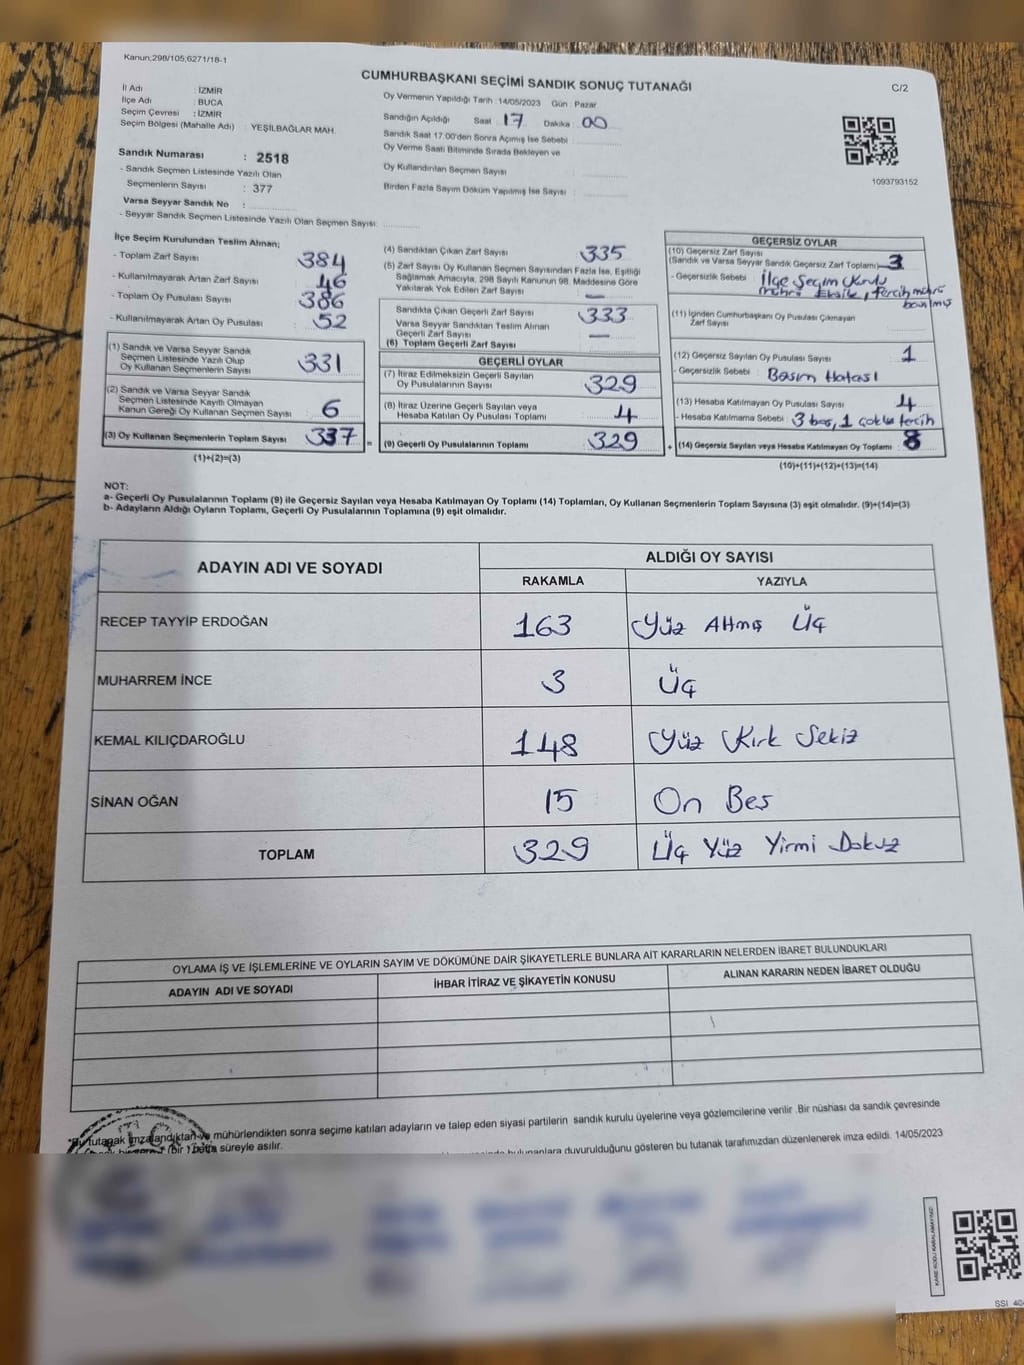 Kanun;298/105;6271/18-1
CUMHURBAŞKANI SEÇİMİ SANDIK SONUÇ TUTANAĞI
C/2
İl Adı : İZMİR
İlçe Adı : BUCA
Seçim Çevresi : İZMİR
Seçim Bölgesi (Mahalle Adı) : YEŞİLBAĞLAR MAH.
Sandık Numarası : 2518
- Sandık Seçmen Listesinde Yazılı Olan
Seçmenlerin Sayısı : 377
Varsa Seyyar Sandık No :
- Seyyar Sandık Seçmen Listesinde Yazılı Olan Seçmen Sayısı:
Oy Vermenin Yapıldığı Tarih : 14/05/2023 Gün : Pazar
Sandığın Açıldığı Saat : 17 Dakika : 00
Sandık Saat 17:00'den Sonra Açımış İse Sebebi :
Oy Verme Saati Bitiminde Sırada Bekleyen ve
Oy Kullandırılan Seçmen Sayısı :
Birden Fazla Sayım Döküm Yapılmış İse Sayısı :
1093793152
İlçe Seçim Kurulundan Teslim Alınan;
- Toplam Zarf Sayısı : 384
- Kullanılmayarak Artan Zarf Sayısı : 46
- Toplam Oy Pusulası Sayısı : 386
- Kullanılmayarak Artan Oy Pusulası : 52
(1) Sandık ve Varsa Seyyar Sandık
Seçmen Listesinde Yazılı Olup
Oy Kullanan Seçmenlerin Sayısı : 331
(2) Sandık ve Varsa Seyyar Sandık
Seçmen Listesinde Kayıtlı Olmayan
Kanun Gereği Oy Kullanan Seçmen Sayısı : 6
(3) Oy Kullanan Seçmenlerin Toplam Sayısı : 337
(1)+(2)=(3)
(4) Sandıktan Çıkan Zarf Sayısı : 335
(5) Zarf Sayısı Oy Kullanan Seçmen Sayısından Fazla İse, Eşitliği
Sağlamak Amacıyla, 298 Sayılı Kanunun 98. Maddesine Göre
Yakılarak Yok Edilen Zarf Sayısı : —
Sandıkta Çıkan Geçerli Zarf Sayısı : 333
Varsa Seyyar Sandıktan Teslim Alınan
Geçerli Zarf Sayısı : —
(6) Toplam Geçerli Zarf Sayısı :
GEÇERLİ OYLAR
(7) İtiraz Edilmeksizin Geçerli Sayılan
Oy Pusulalarının Sayısı : 329
(8) İtiraz Üzerine Geçerli Sayılan veya
Hesaba Katılan Oy Pusulası Toplamı : 4
= (9) Geçerli Oy Pusulalarının Toplamı : 329
GEÇERSİZ OYLAR
(10) Geçersiz Zarf Sayısı
(Sandık ve Varsa Seyyar Sandık Geçersiz Zarf Toplamı) 3
- Geçersizlik Sebebi : İlçe Seçim Kurulu
mührü Eksik, tercih mührü
basılmış
(11) İçinden Cumhurbaşkanı Oy Pusulası Çıkmayan
Zarf Sayısı :
(12) Geçersiz Sayılan Oy Pusulası Sayısı : 1
- Geçersizlik Sebebi : Basım Hatası
(13) Hesaba Katılmayan Oy Pusulası Sayısı : 4
- Hesaba Katılmama Sebebi : 3 boş, 1 çoklu tercih
+ (14) Geçersiz Sayılan veya Hesaba Katılmayan Oy Toplamı : 8
(10)+(11)+(12)+(13)=(14)
NOT:
a- Geçerli Oy Pusulalarının Toplamı (9) ile Geçersiz Sayılan veya Hesaba Katılmayan Oy Toplamı (14) Toplamları, Oy Kullanan Seçmenlerin Toplam Sayısına (3) eşit olmalıdır. (9)+(14)=(3)
b- Adayların Aldığı Oyların Toplamı, Geçerli Oy Pusulalarının Toplamına (9) eşit olmalıdır.
ADAYIN ADI VE SOYADI
ALDIĞI OY SAYISI
RAKAMLA YAZIYLA
RECEP TAYYİP ERDOĞAN 163 Yüz Altmış Üç
MUHARREM İNCE 3 Üç
KEMAL KILIÇDAROĞLU 148 Yüz Kırk Sekiz
SİNAN OĞAN 15 On Beş
TOPLAM 329 Üç Yüz Yirmi Dokuz
OYLAMA İŞ VE İŞLEMLERİNE VE OYLARIN SAYIM VE DÖKÜMÜNE DAİR ŞİKAYETLERLE BUNLARA AİT KARARLARIN NELERDEN İBARET BULUNDUKLARI
ADAYIN ADI VE SOYADI İHBAR İTİRAZ VE ŞİKAYETİN KONUSU ALINAN KARARIN NEDEN İBARET OLDUĞU
*Bu tutanak imzalandıktan ve mühürlendikten sonra seçime katılan adayların ve talep eden siyasi partilerin sandık kurulu üyelerine veya gözlemcilerine verilir .Bir nüshası da sandık çevresinde
(bir) hafta süreyle asılır.
bulunanlara duyurulduğunu gösteren bu tutanak tarafımızdan düzenlenerek imza edildi. 14/05/2023
KARE KODU KARALAMAYINIZ!
SSI